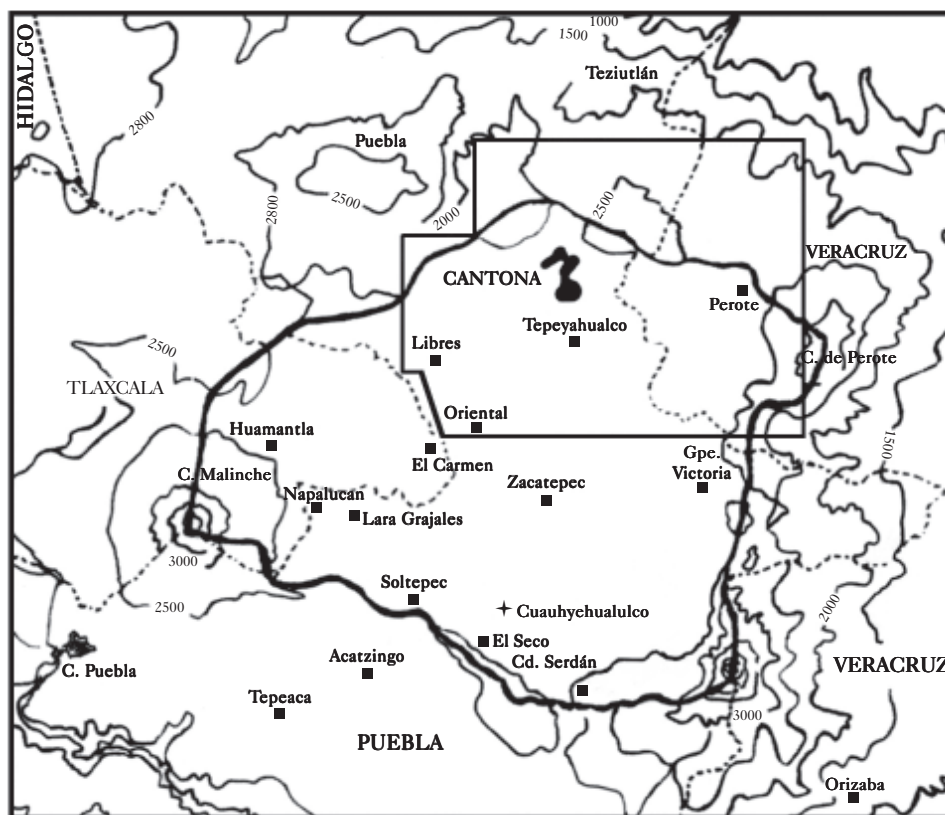 1000
1500
HIDALGO
Teziutlán
2800
Puebla
2500
2800
2000
2500
VERACRUZ
CANTONA
Perote
Tepeyahualco
Libres
2500
C. de Perote
TLAXCALA
Oriental
Huamantla
1500
El Carmen
Gpe.
Victoria
C. Malinche
Zacatepec
Napalucan
Lara Grajales
3000
Soltepec
2500
2000
Cuauhyehualulco
El Seco
Acatzingo
Cd. Serdán
C. Puebla
VERACRUZ
Tepeaca
3000
PUEBLA
Orizaba